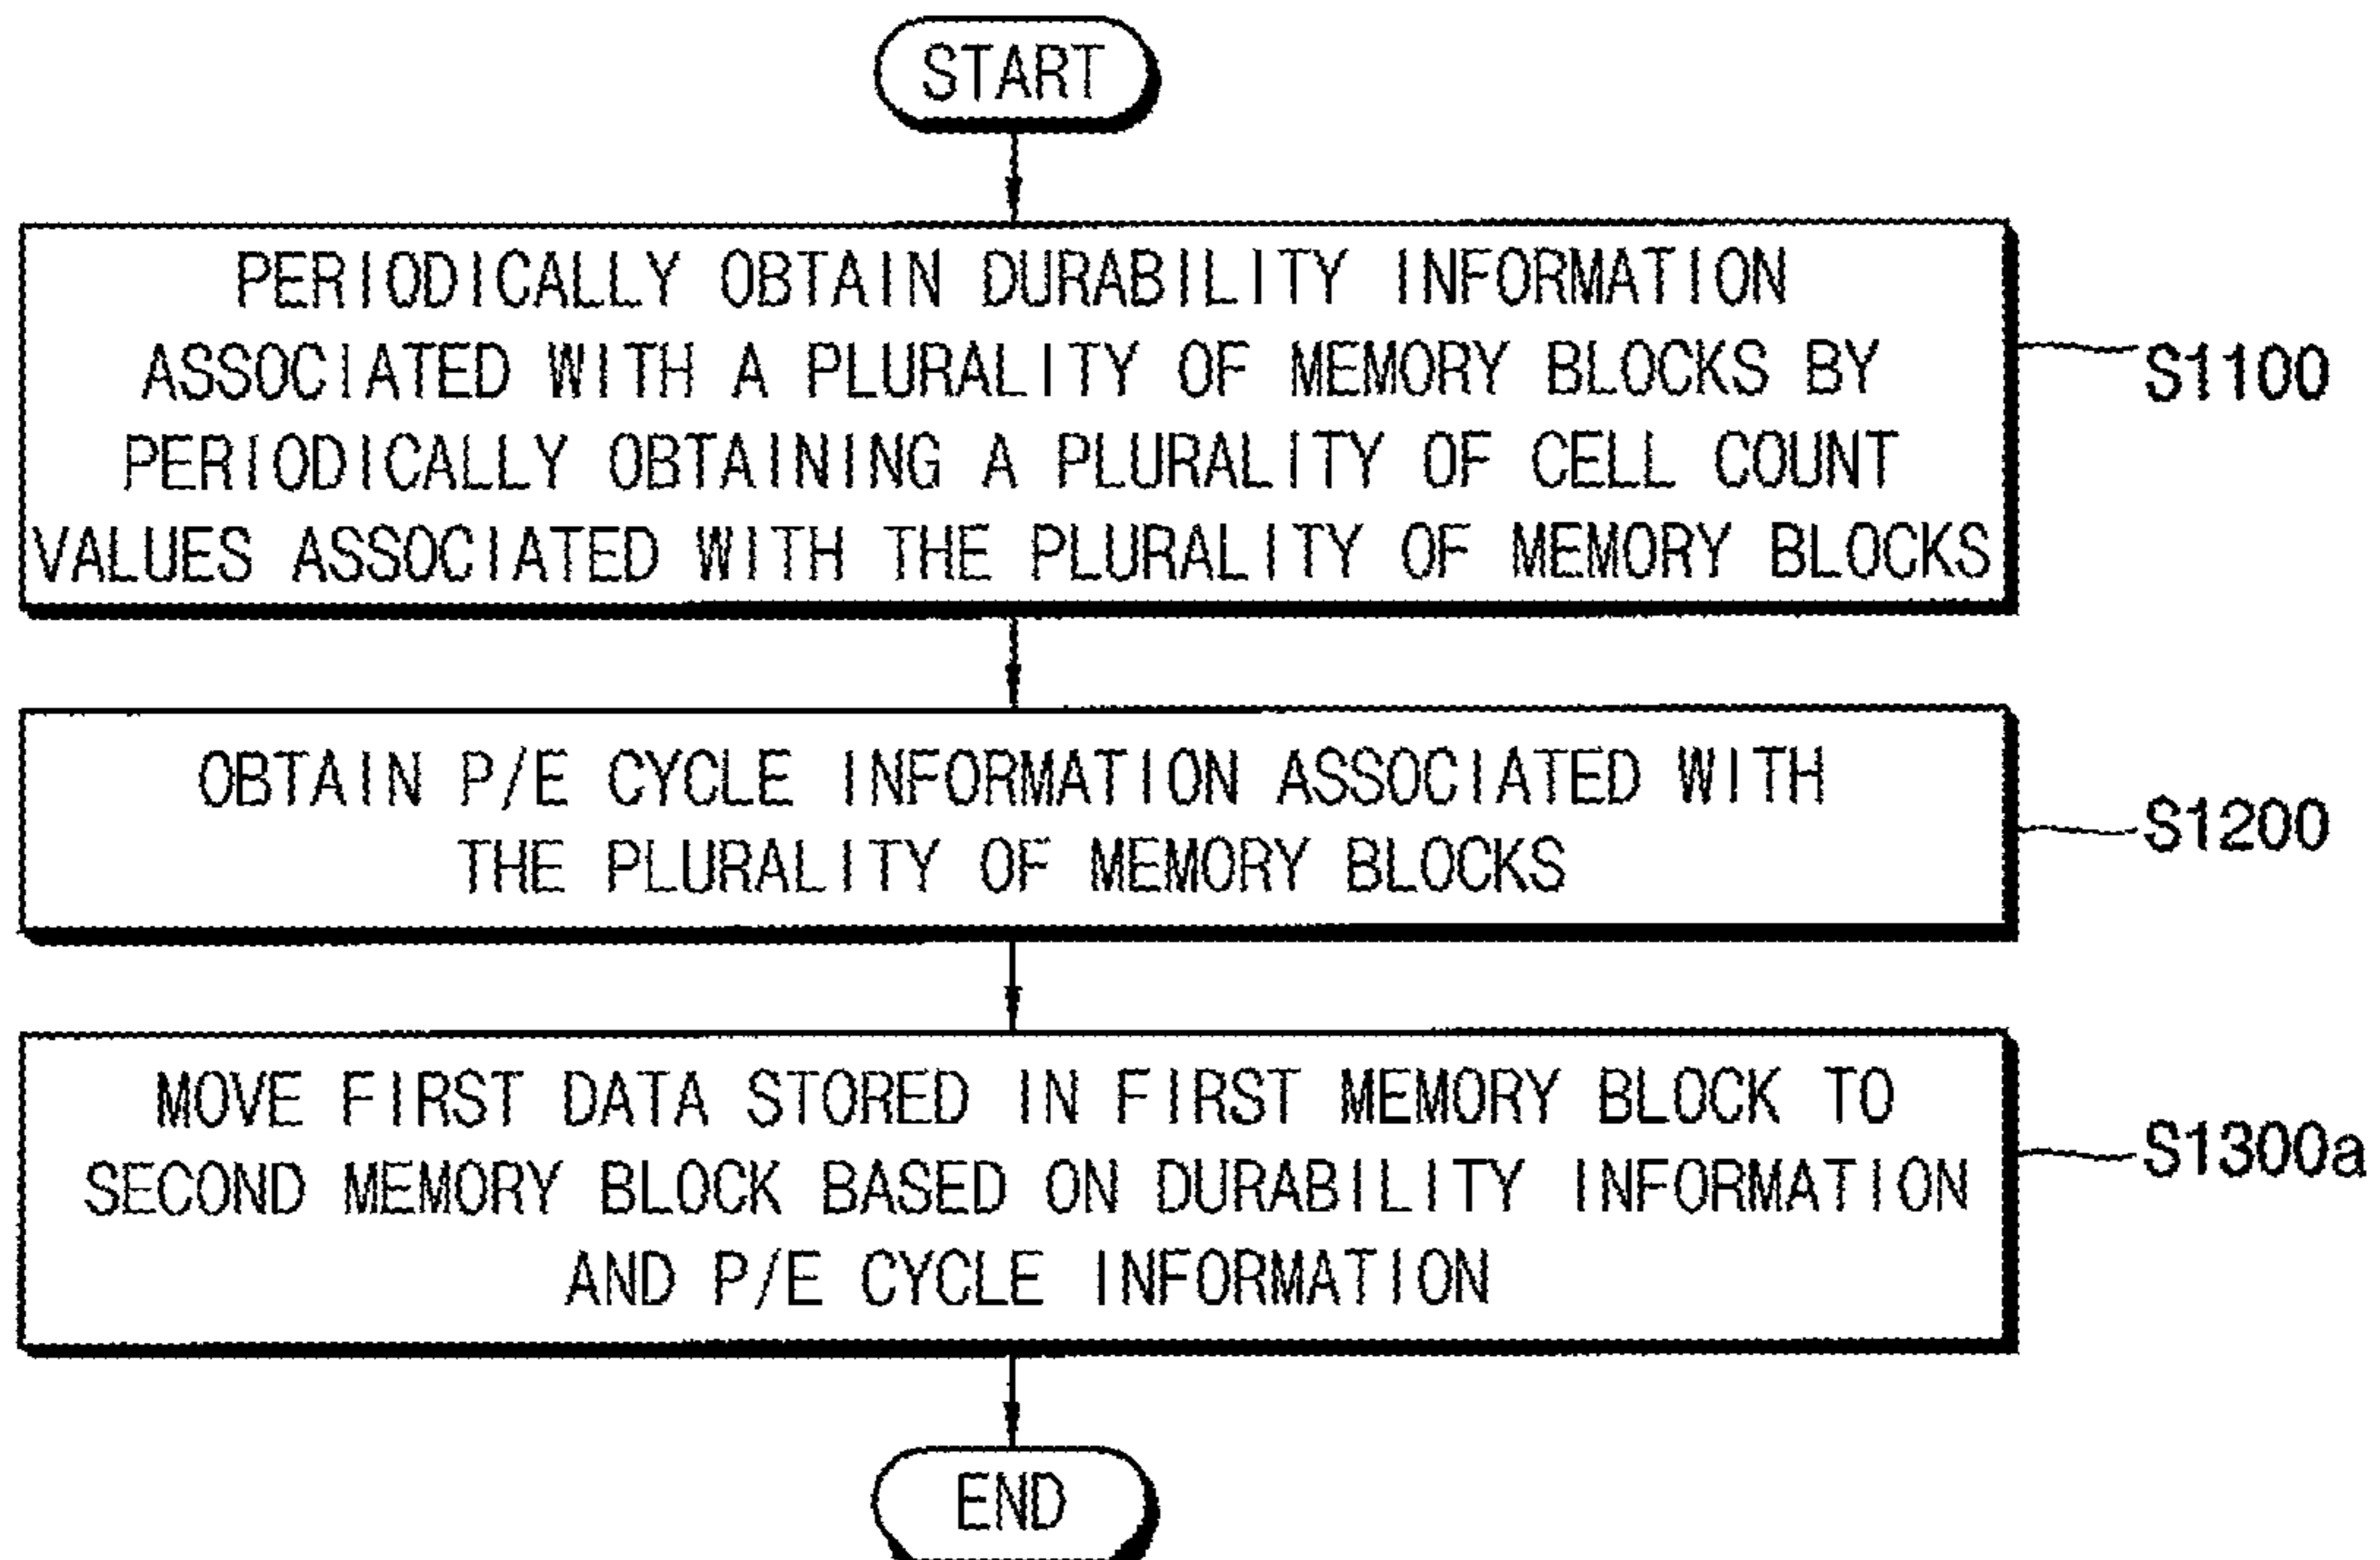 START
PERIODICALLY OBTAIN DURABILITY INFORMATION
ASSOCIATED WITH A PLURALITY OF MEMORY BLOCKS BY
PERIODICALLY OBTAINING A PLURALITY OF CELL COUNT
VALUES ASSOCIATED WITH THE PLURALITY OF MEMORY BLOCKS
S1100
OBTAIN P/E CYCLE INFORMATION ASSOCIATED WITH
THE PLURALITY OF MEMORY BLOCKS
S1200
MOVE FIRST DATA STORED IN FIRST MEMORY BLOCK TO
SECOND MEMORY BLOCK BASED ON DURABILITY INFORMATION
AND P/E CYCLE INFORMATION
S1300a
END